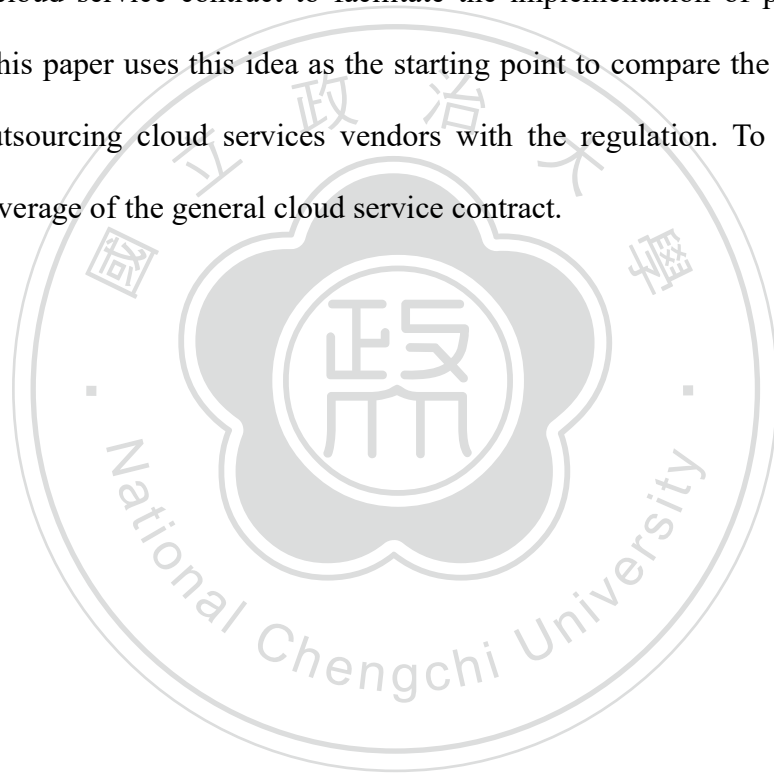 cloud service contract to facilitate the implementation of p
his paper uses this idea as the starting point to compare the
utsourcing cloud services vendors with the regulation. To
verage of the general cloud service contract.
國立政治大學
政大
National Chengchi University